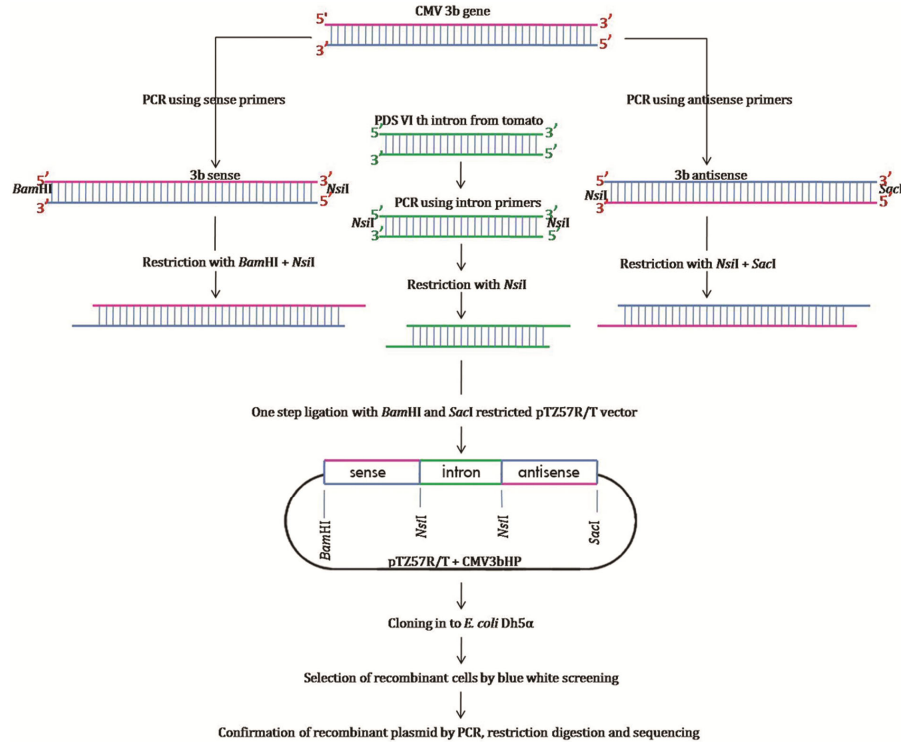 CMV 3b gene
5' 3'
3' 5'
PCR using sense primers
PCR using antisense primers
PDS VI th intron from tomato
5' 3'
3' 5'
5' 3b sense 3'
BamHI NsiI
3' 5'
PCR using intron primers
5' 3'
NsiI NsiI
3' 5'
5' 3b antisense 3'
NsiI SacI
3' 5'
Restriction with BamHI + NsiI
Restriction with NsiI
Restriction with NsiI + SacI
One step ligation with BamHI and SacI restricted pTZ57R/T vector
sense intron antisense
BamHI NsiI NsiI SacI
pTZ57R/T + CMV3bHP
Cloning in to E. coli Dh5α
Selection of recombinant cells by blue white screening
Confirmation of recombinant plasmid by PCR, restriction digestion and sequencing